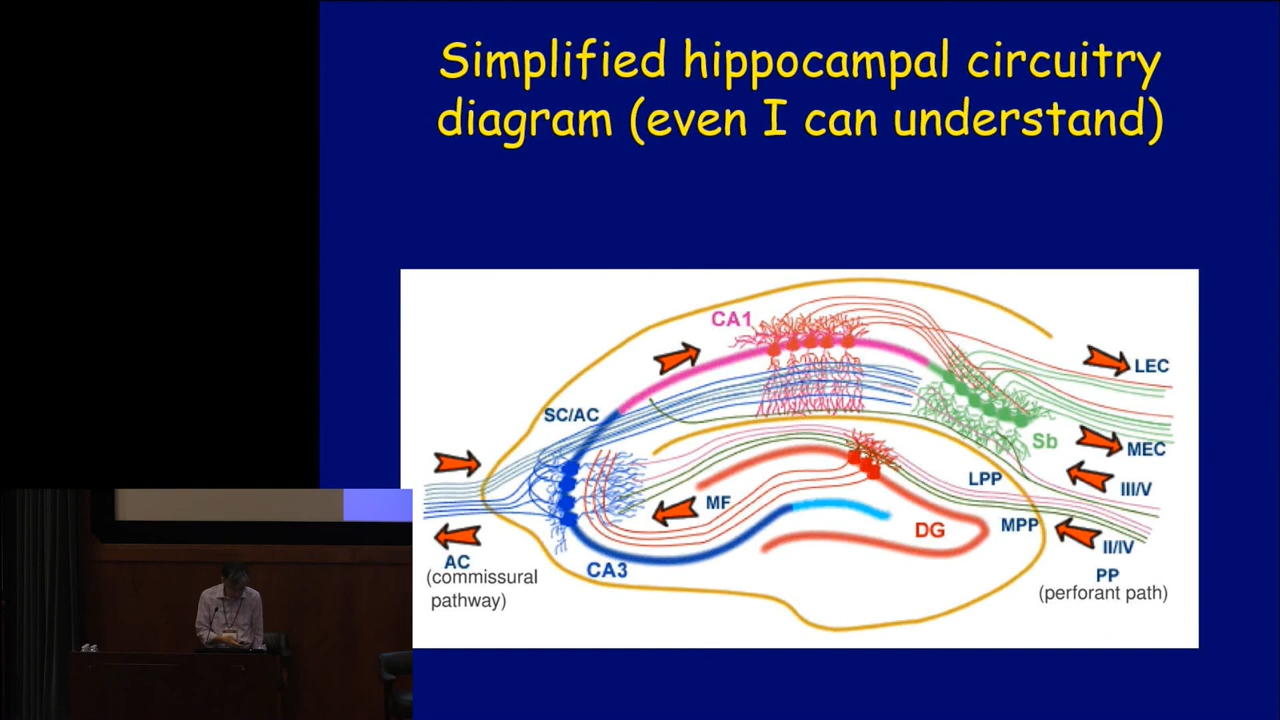 Simplified hippocampal circuitry
diagram (even I can understand)
CA1
LEC
SC/AC
Sb
MEC
LPP
III/V
MF
DG
MPP
II/IV
AC
(commissural
pathway)
CA3
PP
(perforant path)